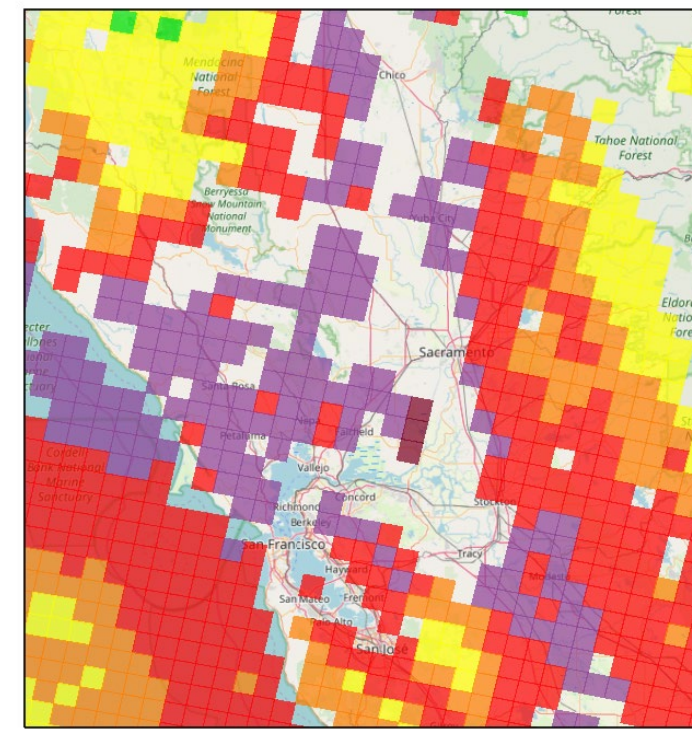 Forest
Chico
Mendocino
National
Forest
Tahoe National
Forest
Berryessa
Snow Mountain
National
Monument
Yuba City
Eldor
Natio
Fore
Sacramento
Santa Rosa
Napa
Petaluma
Fairfield
Cordell
Bank National
Marine
Sanctuary
Vallejo
Concord
Stockton
Richmond
Berkeley
San Francisco
Tracy
Hayward
Modesto
San Mateo
Fremont
Palo Alto
San José